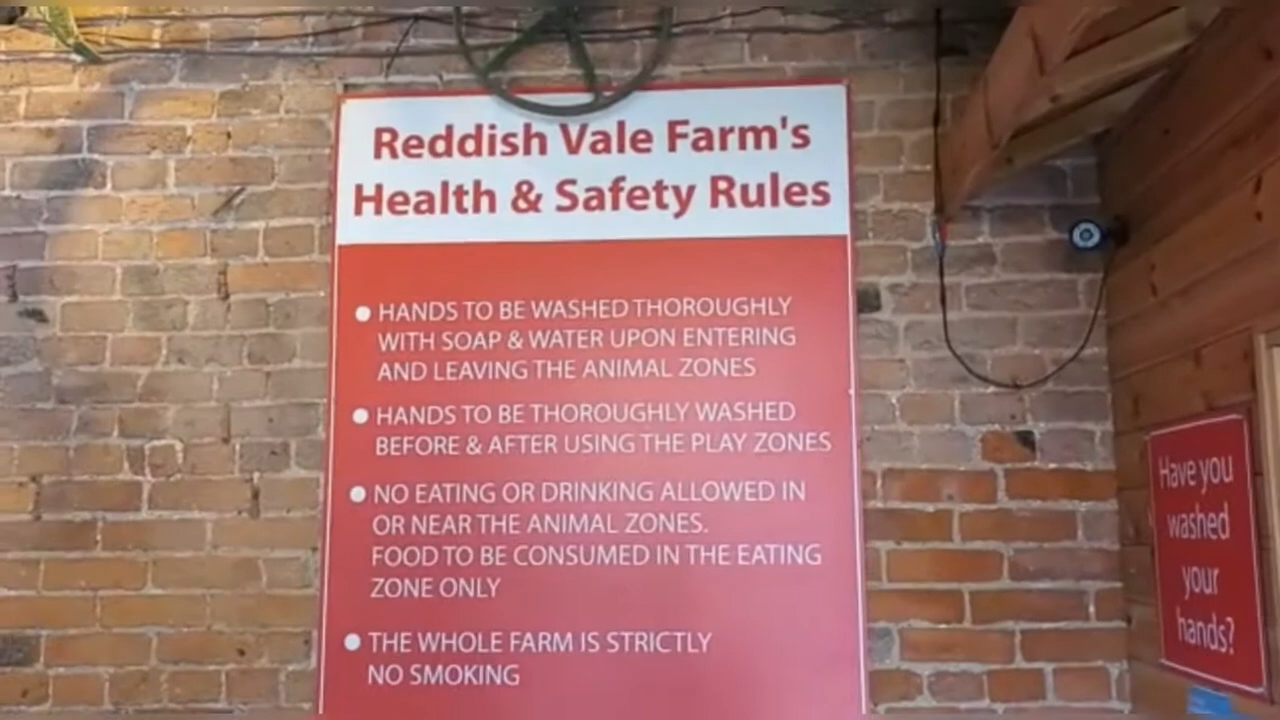 Reddish Vale Farm's
Health & Safety Rules
HANDS TO BE WASHED THOROUGHLY
WITH SOAP & WATER UPON ENTERING
AND LEAVING THE ANIMAL ZONES
HANDS TO BE THOROUGHLY WASHED
BEFORE & AFTER USING THE PLAY ZONES
NO EATING OR DRINKING ALLOWED IN
OR NEAR THE ANIMAL ZONES.
FOOD TO BE CONSUMED IN THE EATING
ZONE ONLY
THE WHOLE FARM IS STRICTLY
NO SMOKING
Have you
washed
your
hands?